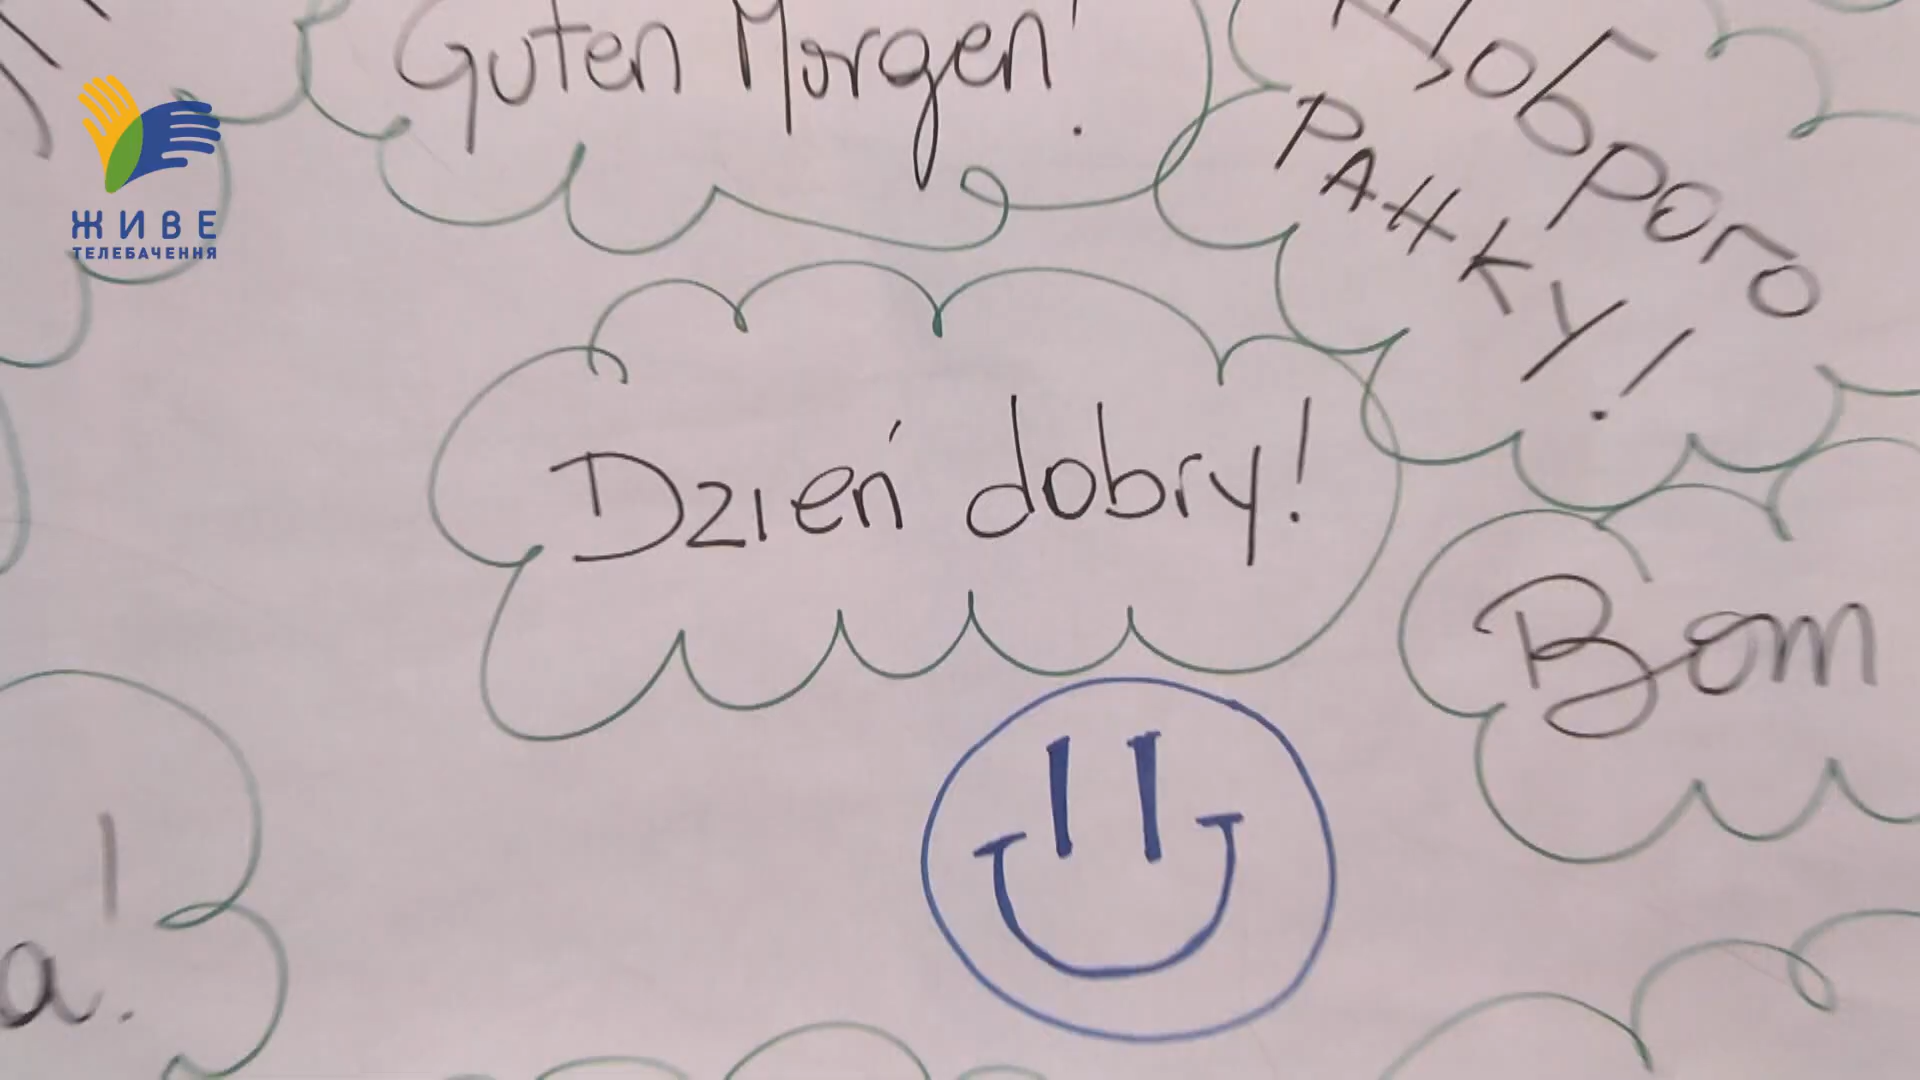 Guten Morgen!
Доброго
РАНКУ!
ЖИВЕ
ТЕЛЕБАЧЕННЯ
Dzień dobry!
Bom
a!